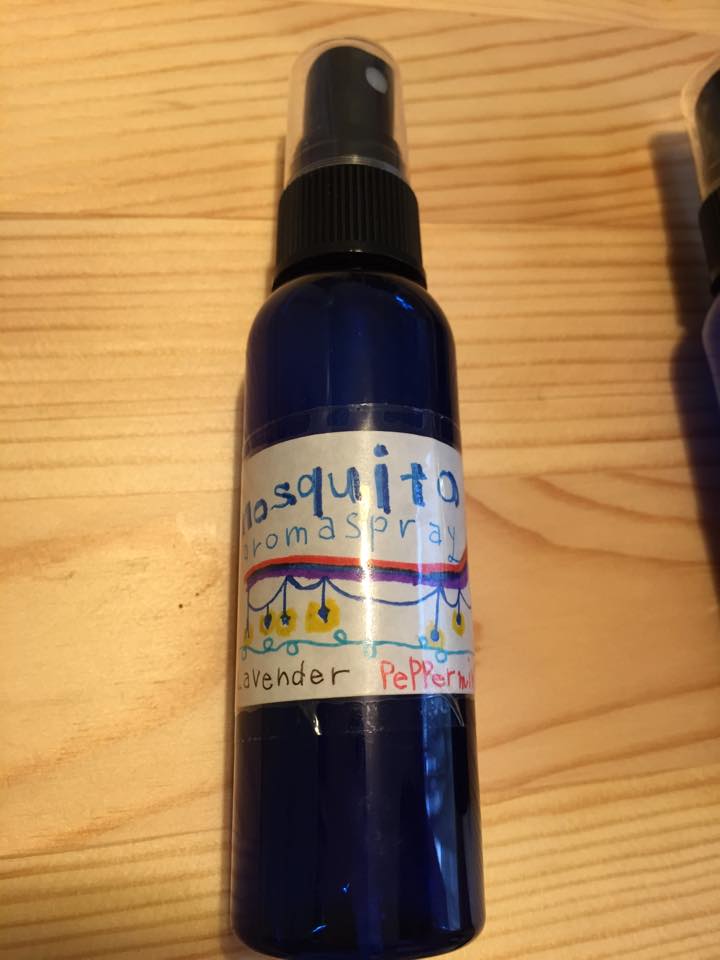 mosquito
aromaspray
Lavender PePPermi